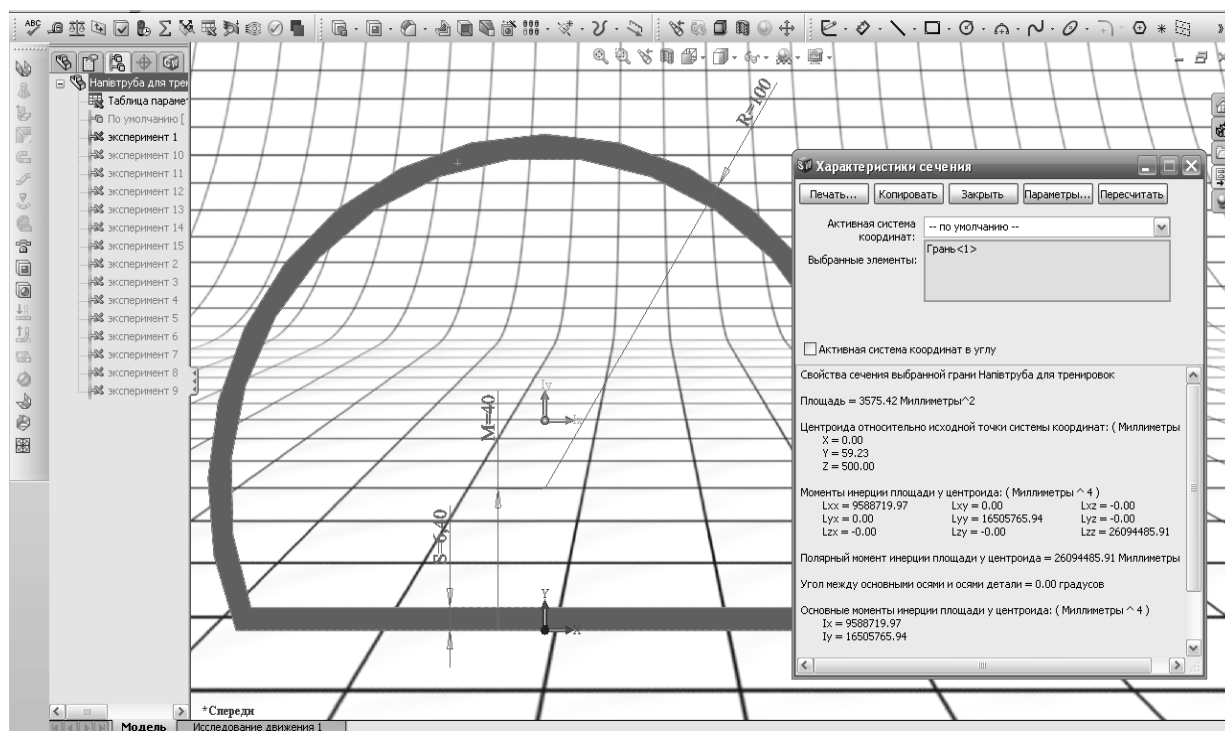 ABC
Напівтруба для трен
Таблица параме
По умолчанию [
эксперимент 1
эксперимент 10
эксперимент 11
эксперимент 12
эксперимент 13
эксперимент 14
эксперимент 15
эксперимент 2
эксперимент 3
эксперимент 4
эксперимент 5
эксперимент 6
эксперимент 7
эксперимент 8
эксперимент 9
R=100
M=40
S=6,40
Y
X
*Спереди
Модель
Исследование движения 1
Характеристики сечения
Печать... Копировать Закрыть Параметры... Пересчитать
Активная система координат:
-- по умолчанию --
Выбранные элементы:
Грань<1>
Активная система координат в углу
Свойства сечения выбранной грани Напівтруба для тренировок
Площадь = 3575.42 Миллиметры^2
Центроида относительно исходной точки системы координат: ( Миллиметры
X = 0.00
Y = 59.23
Z = 500.00
Моменты инерции площади у центроида: ( Миллиметры ^ 4 )
Lxx = 9588719.97 Lxy = 0.00 Lxz = -0.00
Lyx = 0.00 Lyy = 16505765.94 Lyz = -0.00
Lzx = -0.00 Lzy = -0.00 Lzz = 26094485.91
Полярный момент инерции площади у центроида = 26094485.91 Миллиметры
Угол между основными осями и осями детали = 0.00 градусов
Основные моменты инерции площади у центроида: ( Миллиметры ^ 4 )
Ix = 9588719.97
Iy = 16505765.94